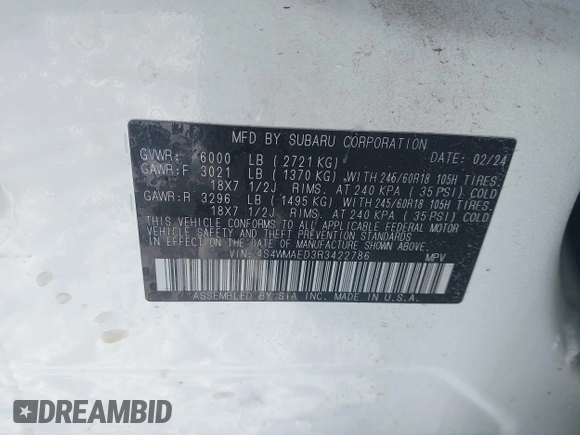 MFD BY SUBARU CORPORATION
GVWR: 6000 LB ( 2721 KG) DATE: 02/24
GAWR:F 3021 LB ( 1370 KG) WITH 245/60R18 105H TIRES.
18X7 1/2J RIMS. AT 240 KPA ( 35 PSI) COLD
GAWR:R 3296 LB ( 1495 KG) WITH 245/60R18 105H TIRES.
18X7 1/2J RIMS. AT 240 KPA ( 35 PSI) COLD
THIS VEHICLE CONFORMS TO ALL APPLICABLE FEDERAL MOTOR
VEHICLE SAFETY AND THEFT PREVENTION STANDARDS
IN EFFECT ON THE DATE OF MANUFACTURE SHOWN ABOVE.
VIN: 4S4WMAED3R3422786 MPV
ASSEMBLED BY SIA INC. MADE IN U.S.A.
DREAMBID